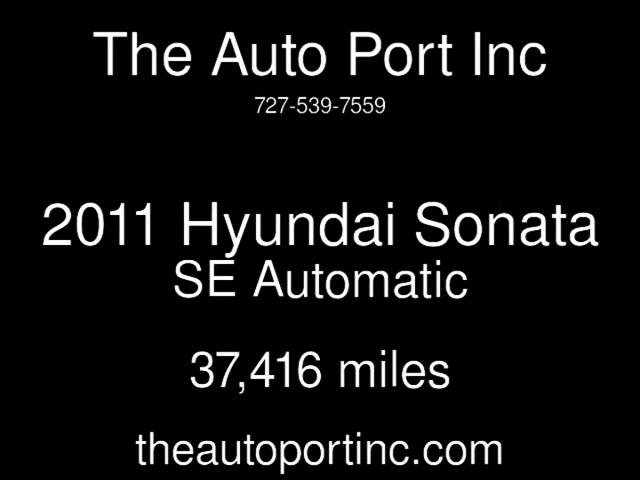 The Auto Port Inc
727-539-7559
2011 Hyundai Sonata
SE Automatic
37,416 miles
theautoportinc.com